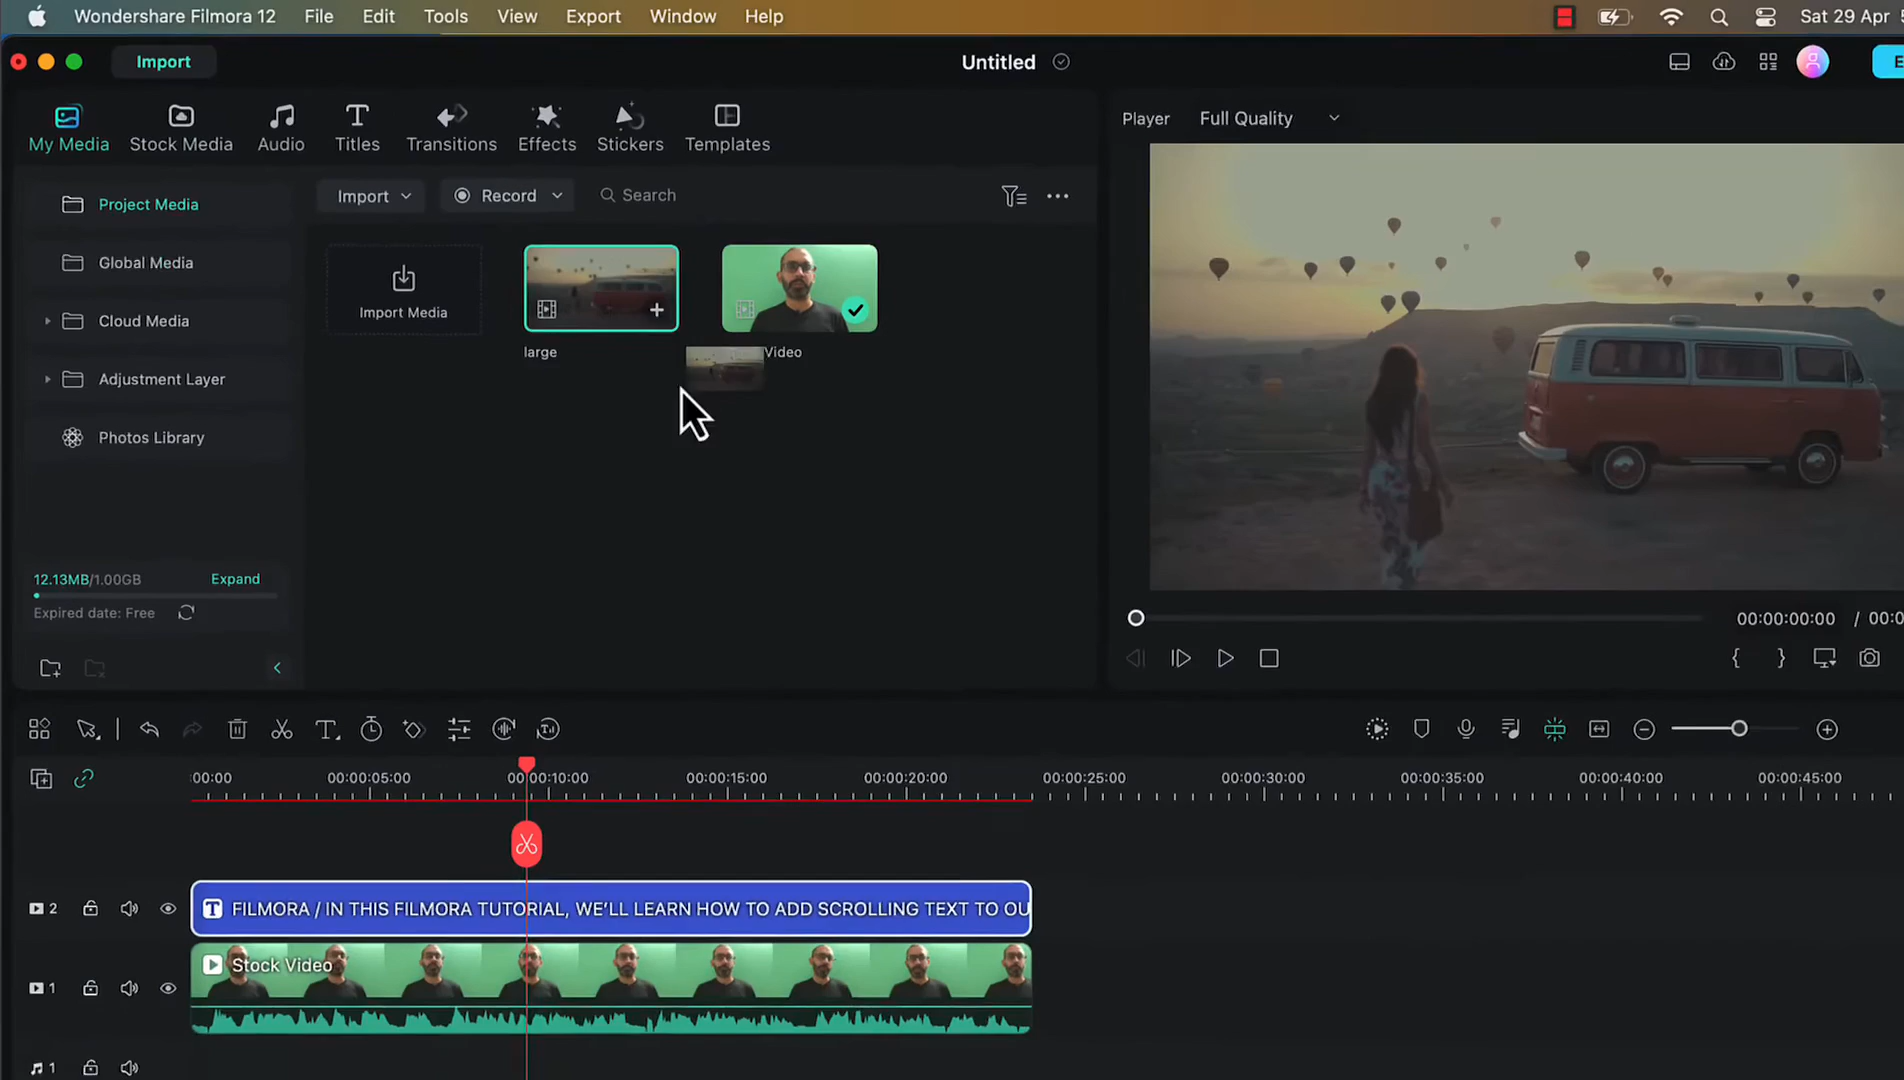 Wondershare Filmora 12 File Edit Tools View Export Window Help Sat 29 Apr
Import Untitled
My Media Stock Media Audio Titles Transitions Effects Stickers Templates
Player Full Quality
Import Record Search
Project Media
Global Media
Cloud Media
Adjustment Layer
Photos Library
Import Media
large
Video
12.13MB/1.00GB Expand
Expired date: Free
00:00:00:00 / 00:0
:00:00 00:00:05:00 00:00:10:00 00:00:15:00 00:00:20:00 00:00:25:00 00:00:30:00 00:00:35:00 00:00:40:00 00:00:45:00
2 T FILMORA / IN THIS FILMORA TUTORIAL, WE'LL LEARN HOW TO ADD SCROLLING TEXT TO OU
Stock Video
1
1